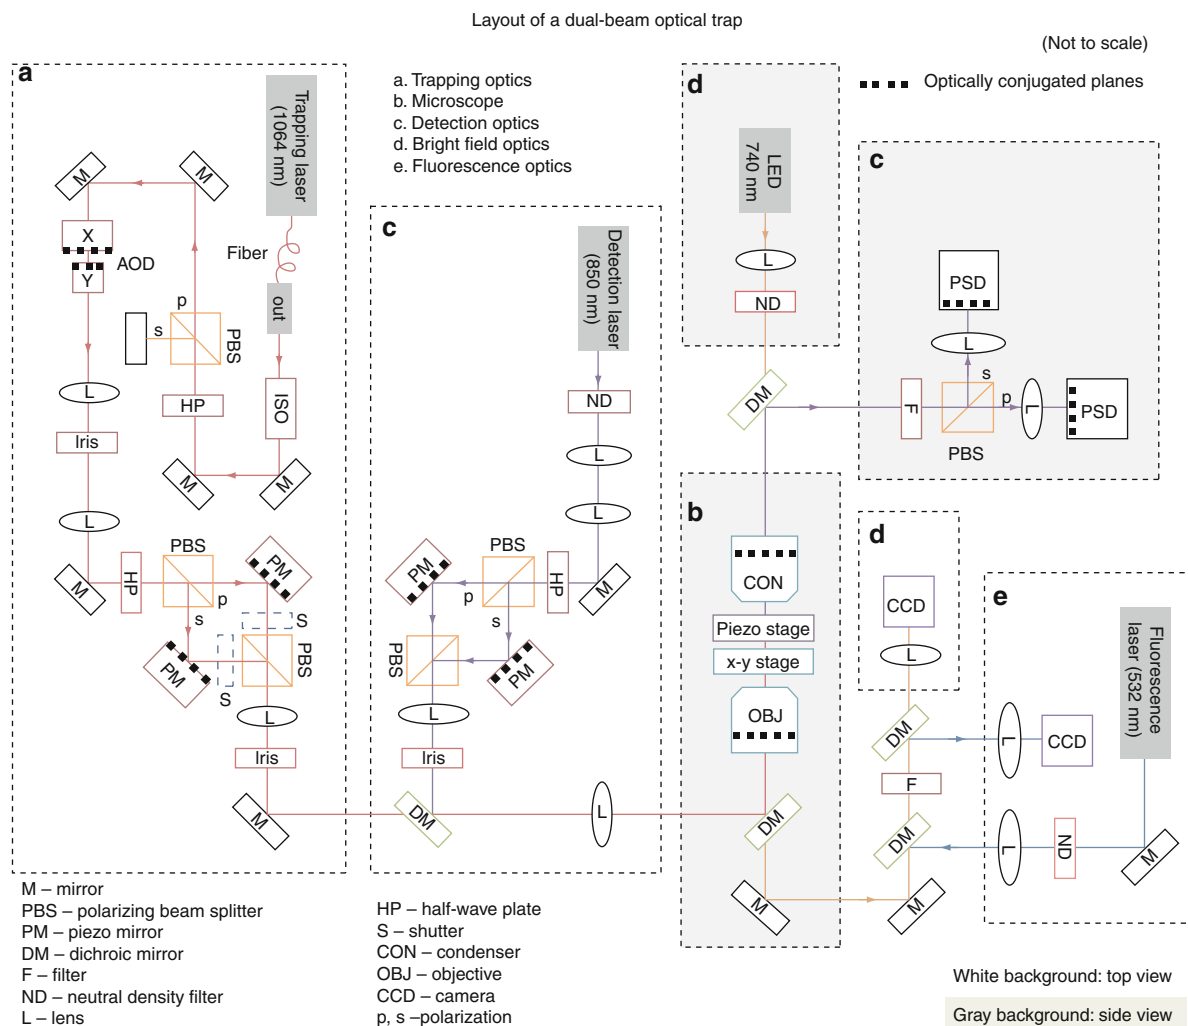 Layout of a dual-beam optical trap
(Not to scale)
Optically conjugated planes
a. Trapping optics
b. Microscope
c. Detection optics
d. Bright field optics
e. Fluorescence optics
a
Trapping laser
(1064 nm)
Fiber
out
ISO
M
M
X
Y
AOD
p
s
PBS
HP
M
M
L
Iris
L
M
HP
PBS
p
s
PM
S
PM
S
PBS
L
Iris
M
c
Detection laser
(850 nm)
ND
L
L
M
HP
PBS
p
s
PM
PM
PBS
L
Iris
DM
L
d
LED
740 nm
L
ND
DM
c
PSD
L
s
p
F
PBS
L
PSD
b
CON
Piezo stage
x-y stage
OBJ
DM
M
d
CCD
L
DM
F
DM
M
e
Fluorescence
laser (532 nm)
L
CCD
L
ND
M
M – mirror
PBS – polarizing beam splitter
PM – piezo mirror
DM – dichroic mirror
F – filter
ND – neutral density filter
L – lens
HP – half-wave plate
S – shutter
CON – condenser
OBJ – objective
CCD – camera
p, s –polarization
White background: top view
Gray background: side view